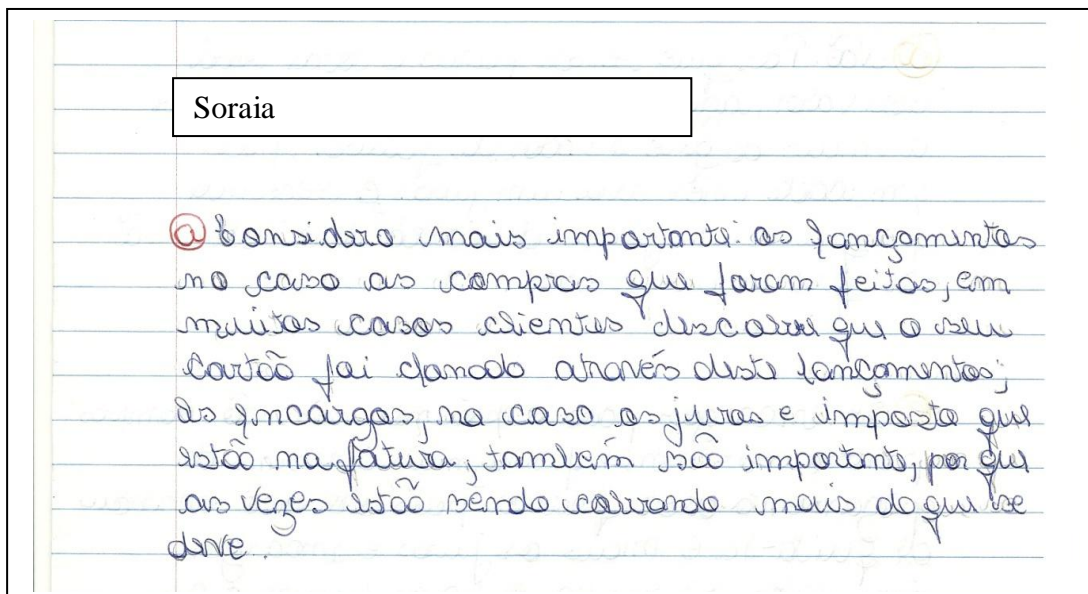 Soraia
a Considero mais importante: os lançamentos
no caso as compras que foram feitas, em
muitos casos clientes descobre que o seu
cartão foi clonado através deste lançamentos;
Os encargos, no caso os juros e imposto que
estão na fatura, também são importante, por que
as vezes estão sendo cobrando mais do que se
deve.